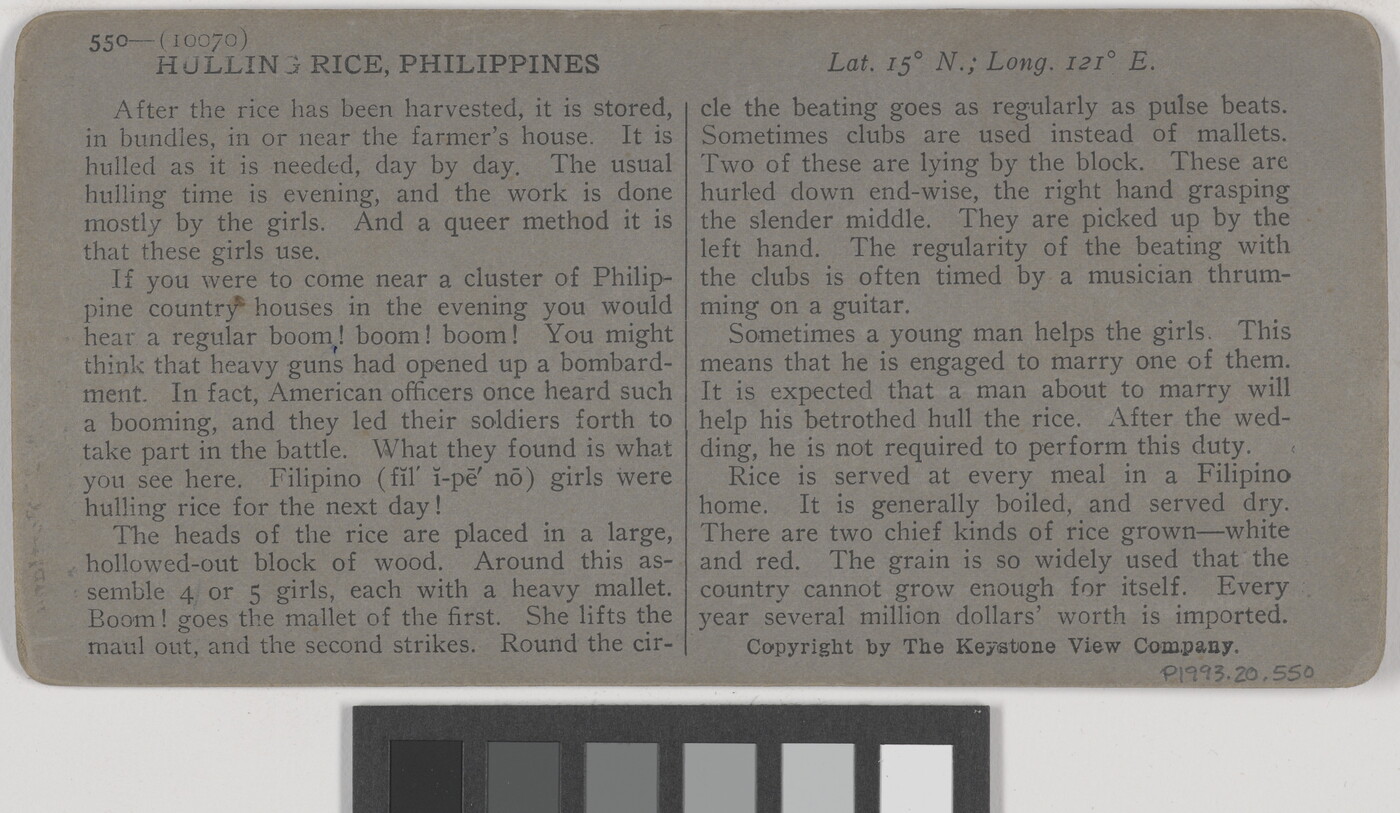 550—(10070)
HULLING RICE, PHILIPPINES
Lat. 15° N.; Long. 121° E.
After the rice has been harvested, it is stored,
in bundles, in or near the farmer's house. It is
hulled as it is needed, day by day. The usual
hulling time is evening, and the work is done
mostly by the girls. And a queer method it is
that these girls use.
If you were to come near a cluster of Philip-
pine country houses in the evening you would
hear a regular boom! boom! boom! You might
think that heavy guns had opened up a bombard-
ment. In fact, American officers once heard such
a booming, and they led their soldiers forth to
take part in the battle. What they found is what
you see here. Filipino (fĭl′ ĭ-pē′ nō) girls were
hulling rice for the next day!
The heads of the rice are placed in a large,
hollowed-out block of wood. Around this as-
semble 4 or 5 girls, each with a heavy mallet.
Boom! goes the mallet of the first. She lifts the
maul out, and the second strikes. Round the cir-
cle the beating goes as regularly as pulse beats.
Sometimes clubs are used instead of mallets.
Two of these are lying by the block. These are
hurled down end-wise, the right hand grasping
the slender middle. They are picked up by the
left hand. The regularity of the beating with
the clubs is often timed by a musician thrum-
ming on a guitar.
Sometimes a young man helps the girls. This
means that he is engaged to marry one of them.
It is expected that a man about to marry will
help his betrothed hull the rice. After the wed-
ding, he is not required to perform this duty.
Rice is served at every meal in a Filipino
home. It is generally boiled, and served dry.
There are two chief kinds of rice grown—white
and red. The grain is so widely used that the
country cannot grow enough for itself. Every
year several million dollars' worth is imported.
Copyright by The Keystone View Company.
P1993.20.550